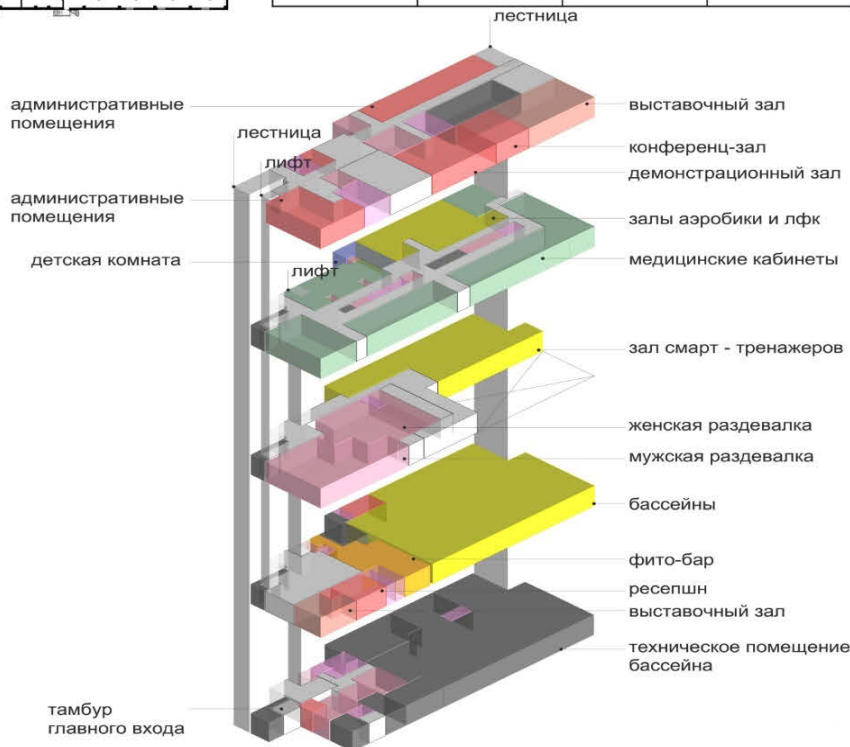 лестница
административные
помещения
выставочный зал
лестница
конференц-зал
лифт
демонстрационный зал
административные
помещения
залы аэробики и лфк
детская комната
лифт
медицинские кабинеты
зал смарт - тренажеров
женская раздевалка
мужская раздевалка
бассейны
фито-бар
ресепшн
выставочный зал
техническое помещение
бассейна
тамбур
главного входа